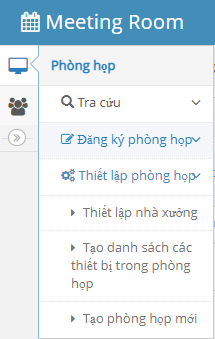 Meeting Room
Phòng họp
Tra cứu
Đăng ký phòng họp
Thiết lập phòng họp
Thiết lập nhà xưởng
Tạo danh sách các
thiết bị trong phòng
họp
Tạo phòng họp mới